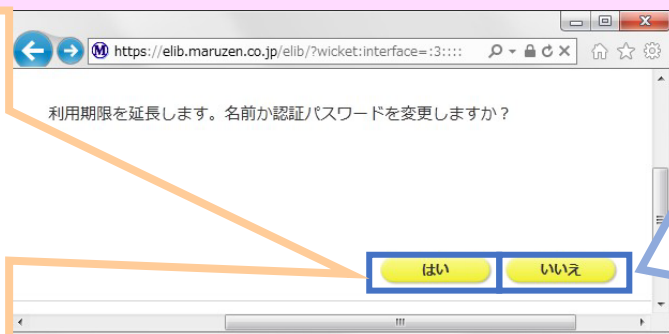 https://elib.maruzen.co.jp/elib/?wicket:interface=:3::::
利用期限を延長します。名前か認証パスワードを変更しますか？
はい
いいえ